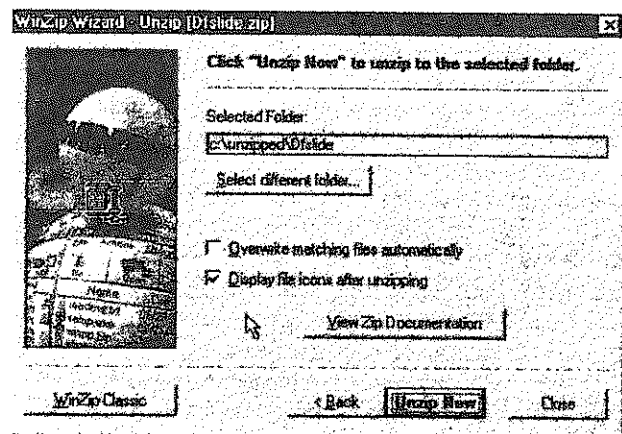 WinZip Wizard - Unzip [Dfslide.zip]
Click "Unzip Now" to unzip to the selected folder.
Selected Folder:
c:\unzipped\Dfslide
Select different folder...
Overwrite matching files automatically
Display file icons after unzipping
View Zip Documentation
Name
WinZip Classic
< Back
Unzip Now
Close